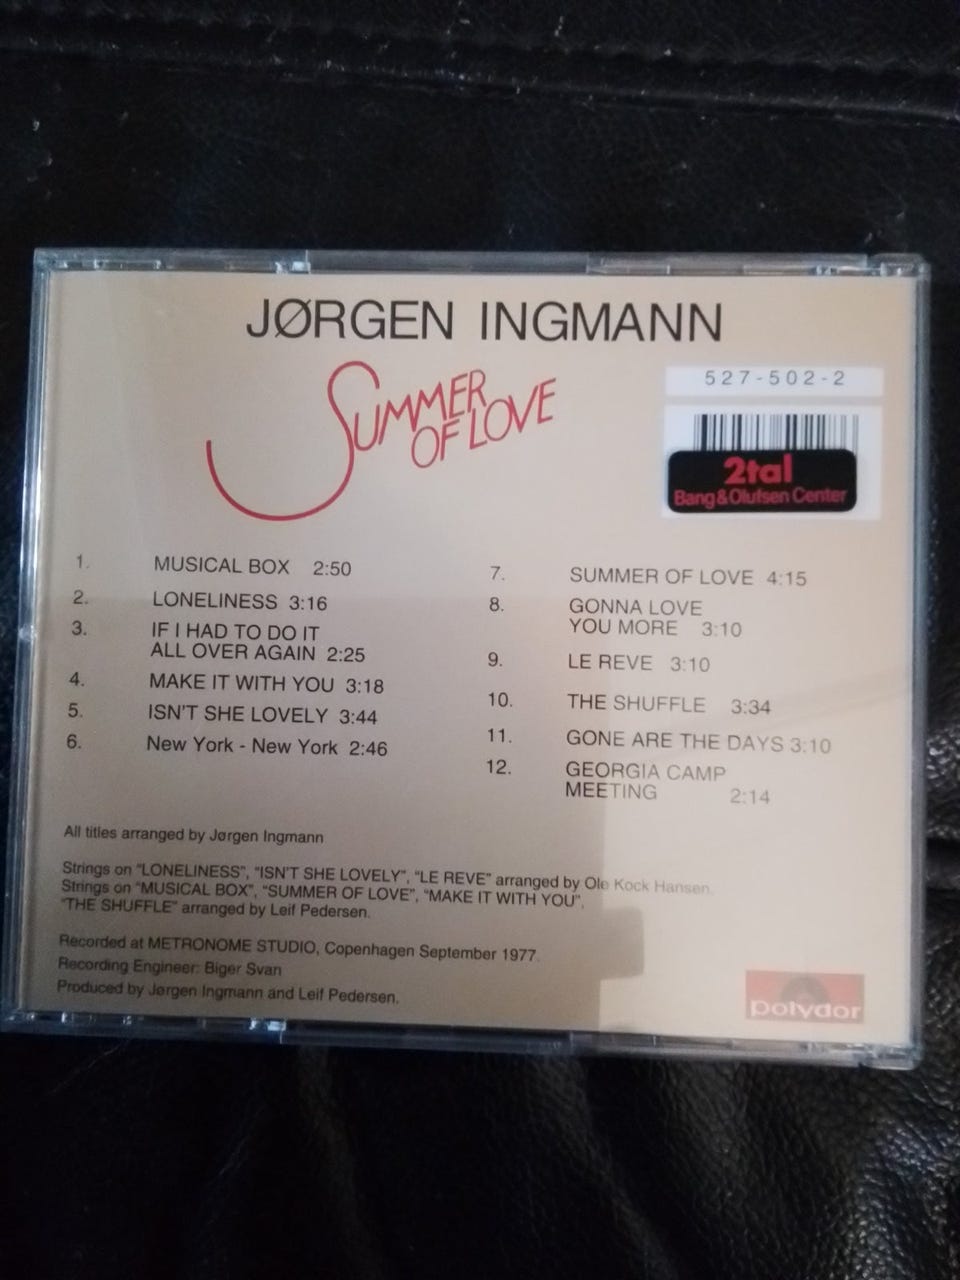 JØRGEN INGMANN
SUMMER
OF LOVE
527-502-2
2tal
Bang & Olufsen Center
1. MUSICAL BOX 2:50
2. LONELINESS 3:16
3. IF I HAD TO DO IT
ALL OVER AGAIN 2:25
4. MAKE IT WITH YOU 3:18
5. ISN'T SHE LOVELY 3:44
6. New York - New York 2:46
7. SUMMER OF LOVE 4:15
8. GONNA LOVE
YOU MORE 3:10
9. LE REVE 3:10
10. THE SHUFFLE 3:34
11. GONE ARE THE DAYS 3:10
12. GEORGIA CAMP
MEETING 2:14
All titles arranged by Jørgen Ingmann
Strings on "LONELINESS", "ISN'T SHE LOVELY", "LE REVE" arranged by Ole Kock Hansen.
Strings on "MUSICAL BOX", "SUMMER OF LOVE", "MAKE IT WITH YOU",
"THE SHUFFLE" arranged by Leif Pedersen.
Recorded at METRONOME STUDIO, Copenhagen September 1977.
Recording Engineer: Biger Svan
Produced by Jørgen Ingmann and Leif Pedersen.
polydor